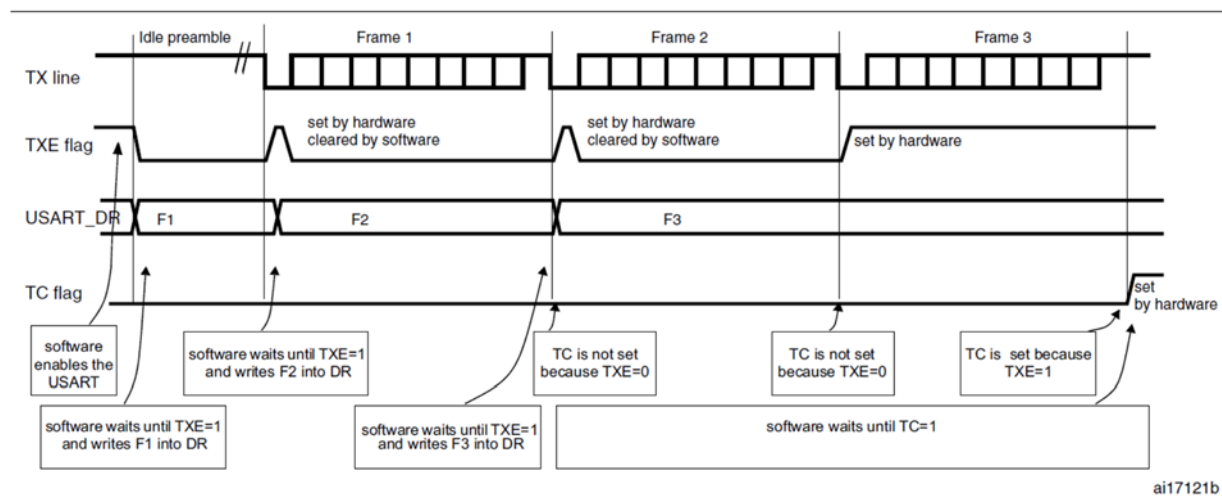 Idle preamble
Frame 1
Frame 2
Frame 3
TX line
TXE flag
set by hardware
cleared by software
set by hardware
cleared by software
set by hardware
USART_DR
F1
F2
F3
TC flag
set
by hardware
software
enables the
USART
software waits until TXE=1
and writes F1 into DR
software waits until TXE=1
and writes F2 into DR
software waits until TXE=1
and writes F3 into DR
TC is not set
because TXE=0
TC is not set
because TXE=0
TC is set because
TXE=1
software waits until TC=1
ai17121b